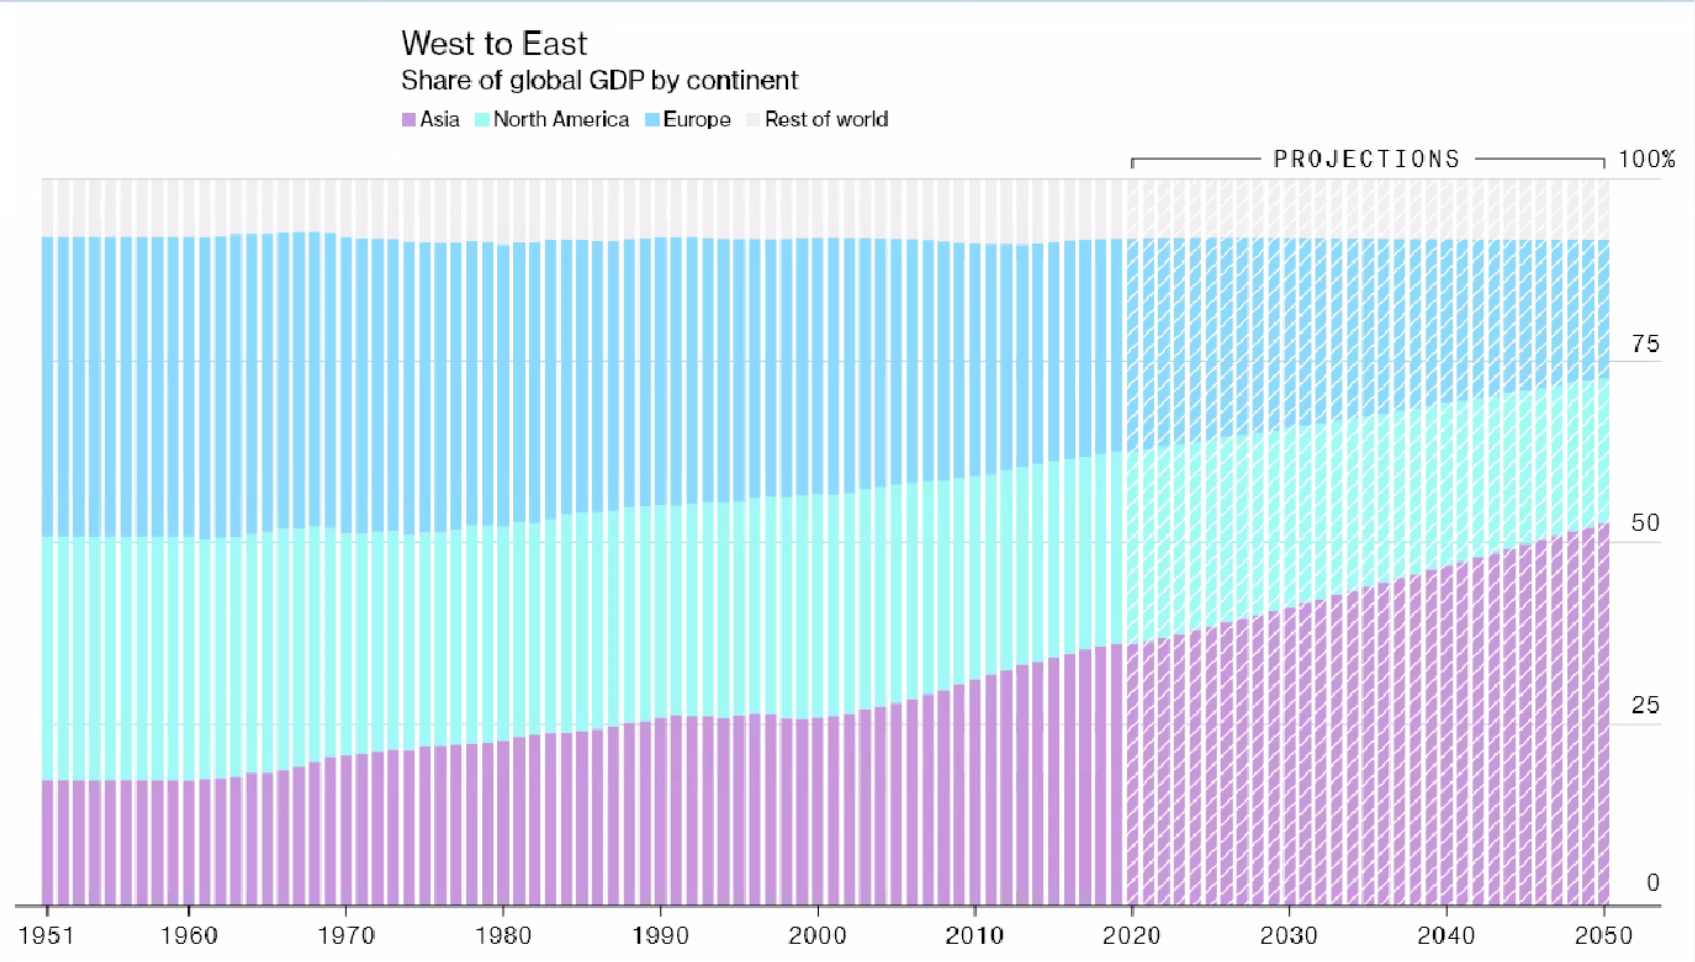 West to East
Share of global GDP by continent
Asia North America Europe Rest of world
PROJECTIONS 100%
75
50
25
0
1951 1960 1970 1980 1990 2000 2010 2020 2030 2040 2050